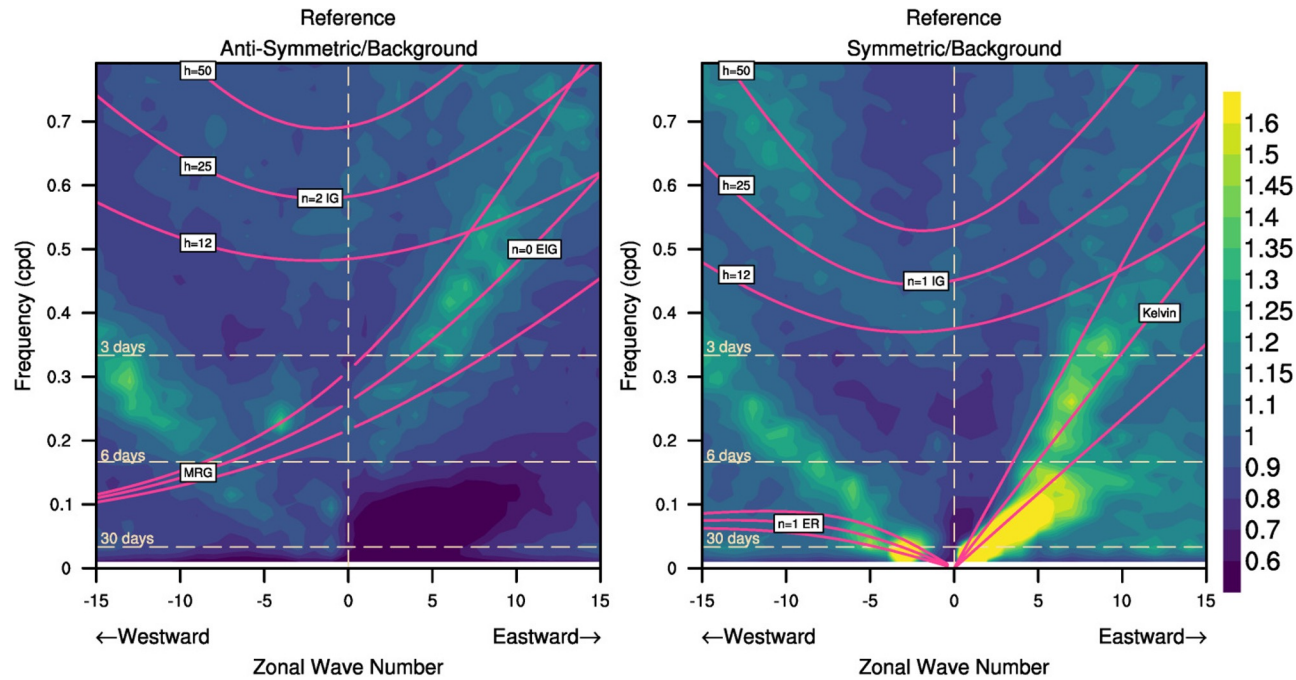 Reference
Anti-Symmetric/Background
Frequency (cpd)
0.7
0.6
0.5
0.4
0.3
0.2
0.1
0
h=50
h=25
n=2 IG
h=12
n=0 EIG
3 days
6 days
MRG
30 days
-15 -10 -5 0 5 10 15
←Westward Eastward→
Zonal Wave Number
Reference
Symmetric/Background
Frequency (cpd)
0.7
0.6
0.5
0.4
0.3
0.2
0.1
0
h=50
h=25
n=1 IG
h=12
Kelvin
3 days
6 days
n=1 ER
30 days
-15 -10 -5 0 5 10 15
←Westward Eastward→
Zonal Wave Number
1.6
1.5
1.45
1.4
1.35
1.3
1.25
1.2
1.15
1.1
1
0.9
0.8
0.7
0.6